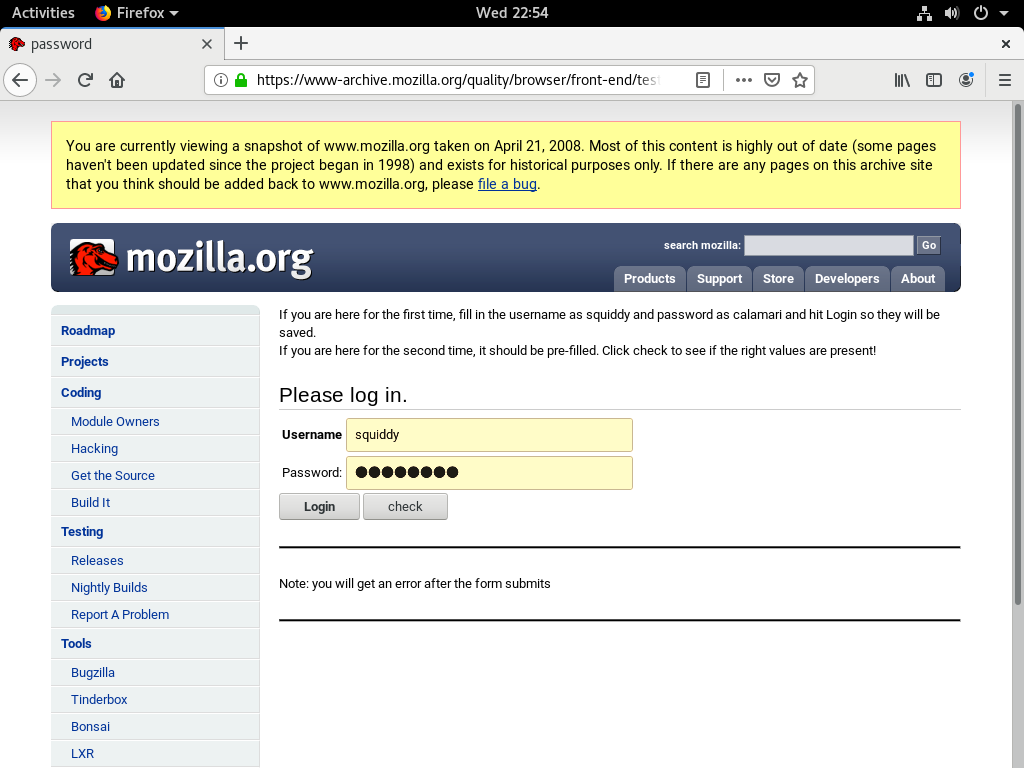 Activities Firefox Wed 22:54
password
https://www-archive.mozilla.org/quality/browser/front-end/test
You are currently viewing a snapshot of www.mozilla.org taken on April 21, 2008. Most of this content is highly out of date (some pages
haven't been updated since the project began in 1998) and exists for historical purposes only. If there are any pages on this archive site
that you think should be added back to www.mozilla.org, please file a bug.
mozilla.org
search mozilla: Go
Products Support Store Developers About
Roadmap
Projects
Coding
Module Owners
Hacking
Get the Source
Build It
Testing
Releases
Nightly Builds
Report A Problem
Tools
Bugzilla
Tinderbox
Bonsai
LXR
If you are here for the first time, fill in the username as squiddy and password as calamari and hit Login so they will be
saved.
If you are here for the second time, it should be pre-filled. Click check to see if the right values are present!
Please log in.
Username squiddy
Password: ●●●●●●●●
Login check
Note: you will get an error after the form submits